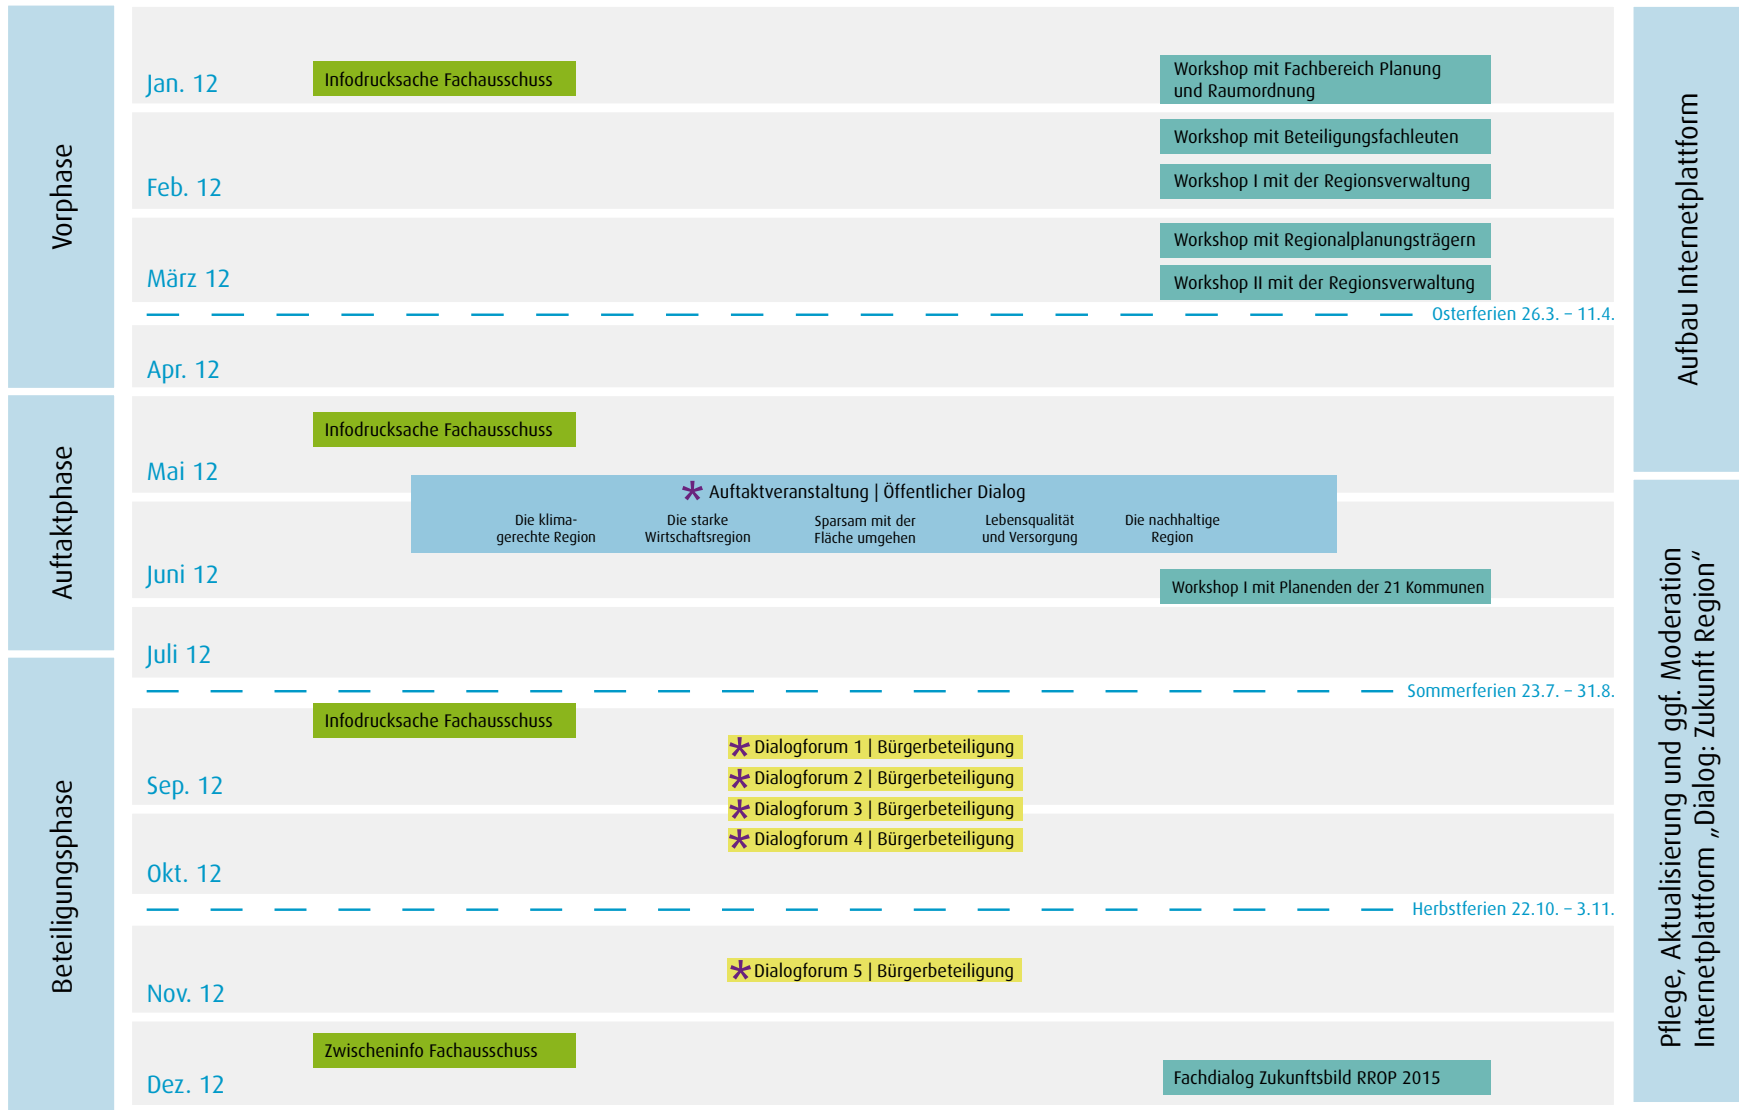 Vorphase
Auftaktphase
Beteiligungsphase
Jan. 12
Infodrucksache Fachausschuss
Workshop mit Fachbereich Planung
und Raumordnung
Feb. 12
Workshop mit Beteiligungsfachleuten
Workshop I mit der Regionsverwaltung
März 12
Workshop mit Regionalplanungsträgern
Workshop II mit der Regionsverwaltung
Osterferien 26.3. – 11.4.
Apr. 12
Mai 12
Infodrucksache Fachausschuss
* Auftaktveranstaltung | Öffentlicher Dialog
Die klima-
gerechte Region
Die starke
Wirtschaftsregion
Sparsam mit der
Fläche umgehen
Lebensqualität
und Versorgung
Die nachhaltige
Region
Juni 12
Workshop I mit Planenden der 21 Kommunen
Juli 12
Sommerferien 23.7. – 31.8.
Infodrucksache Fachausschuss
Sep. 12
* Dialogforum 1 | Bürgerbeteiligung
* Dialogforum 2 | Bürgerbeteiligung
* Dialogforum 3 | Bürgerbeteiligung
* Dialogforum 4 | Bürgerbeteiligung
Okt. 12
Herbstferien 22.10. – 3.11.
* Dialogforum 5 | Bürgerbeteiligung
Nov. 12
Zwischeninfo Fachausschuss
Dez. 12
Fachdialog Zukunftsbild RROP 2015
Aufbau Internetplattform
Pflege, Aktualisierung und ggf. Moderation
Internetplattform „Dialog: Zukunft Region“